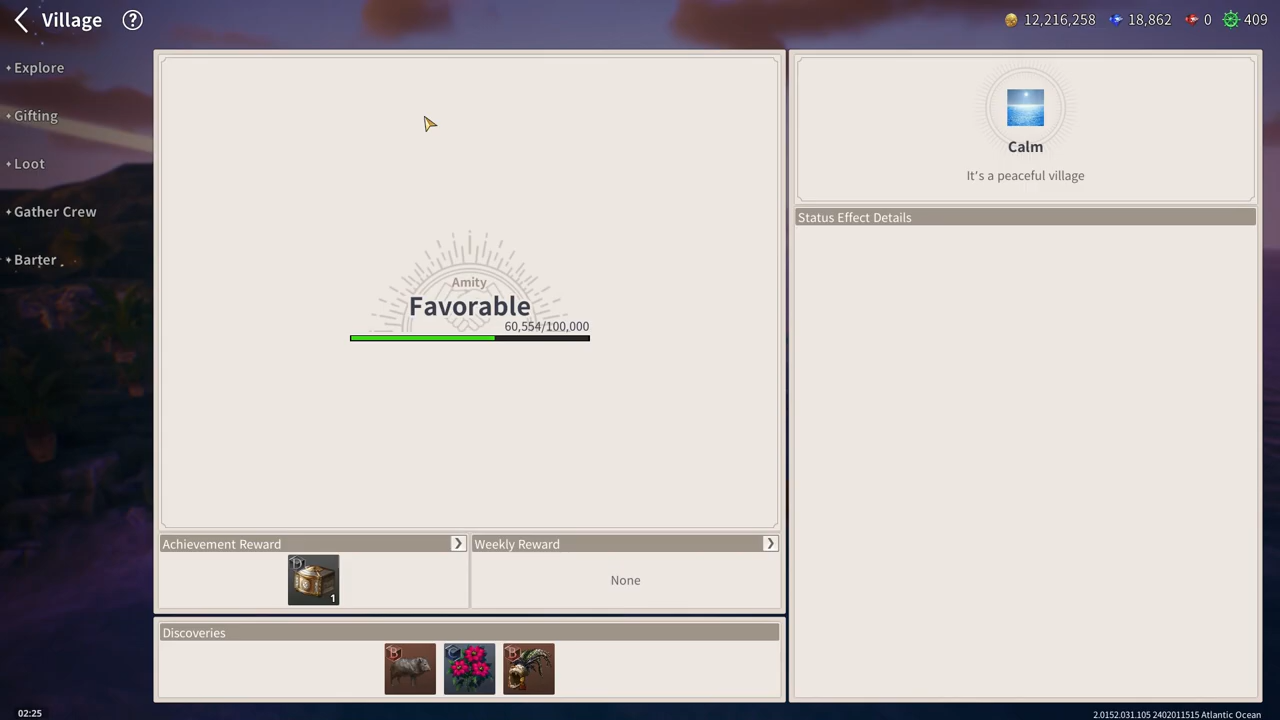 Village ?
12,216,258 18,862 0 409
Explore
Gifting
Loot
Gather Crew
Barter
Amity
Favorable
60,554/100,000
Achievement Reward
Weekly Reward
D
1
None
Discoveries
B
C
B
Calm
It's a peaceful village
Status Effect Details
02:25
2.0152.031.105 2402011515 Atlantic Ocean